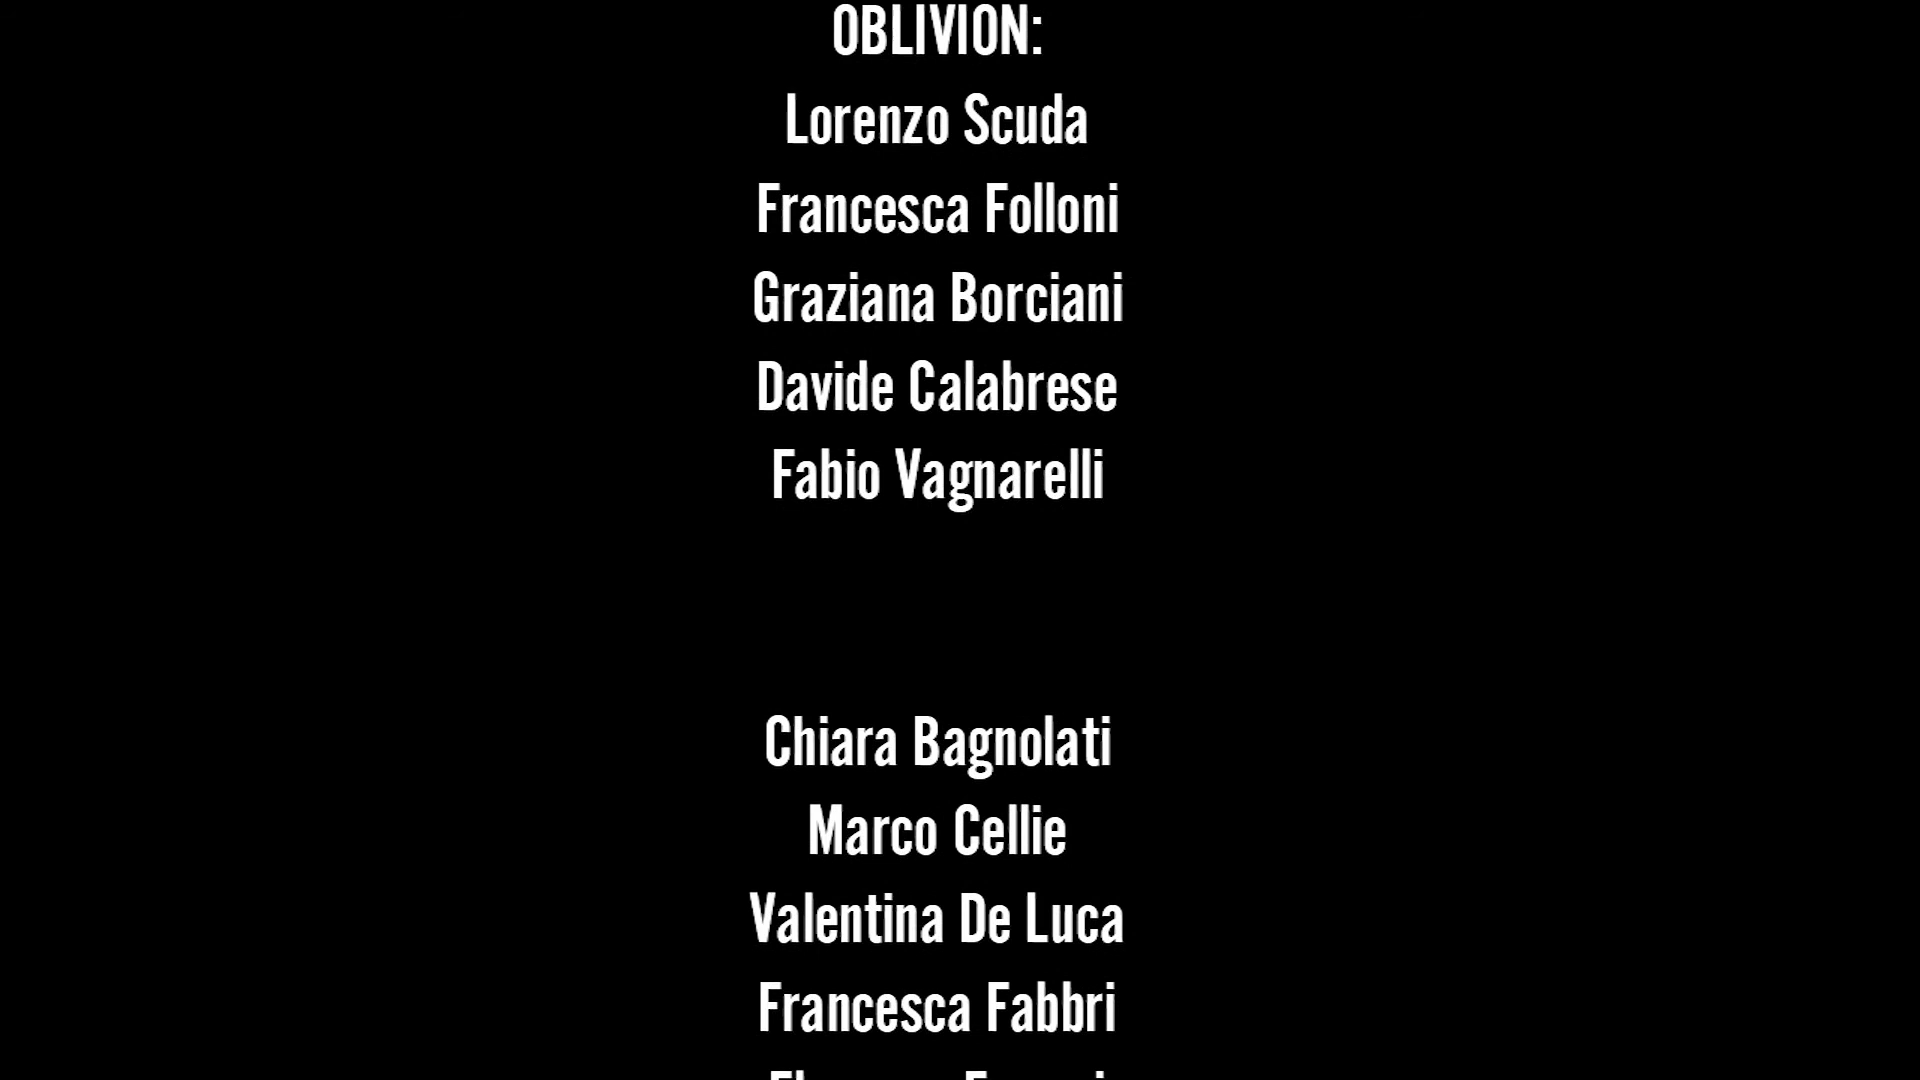 OBLIVION:
Lorenzo Scuda
Francesca Folloni
Graziana Borciani
Davide Calabrese
Fabio Vagnarelli
Chiara Bagnolati
Marco Cellie
Valentina De Luca
Francesca Fabbri